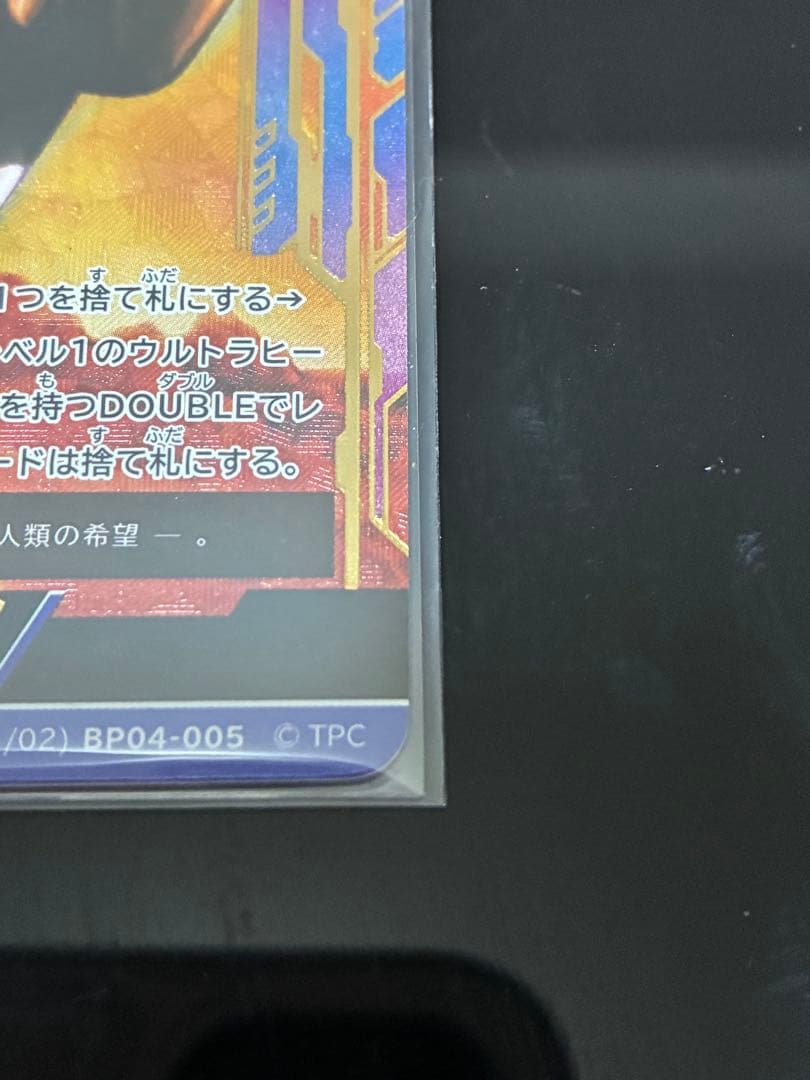 1つを捨て札にする→
ベル1のウルトラヒー
を持つDOUBLEでレ
ードは捨て札にする。
人類の希望 ― 。
/02) BP04-005 © TPC